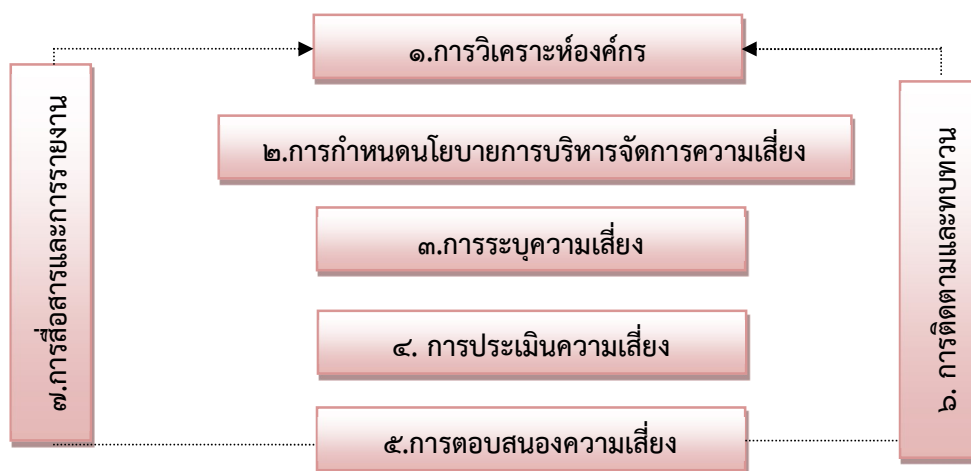 ๑.การวิเคราะห์องค์กร
๒.การกำหนดนโยบายการบริหารจัดการความเสี่ยง
๓.การระบุความเสี่ยง
๔. การประเมินความเสี่ยง
๕.การตอบสนองความเสี่ยง
๖. การติดตามและทบทวน
๗.การสื่อสารและการรายงาน